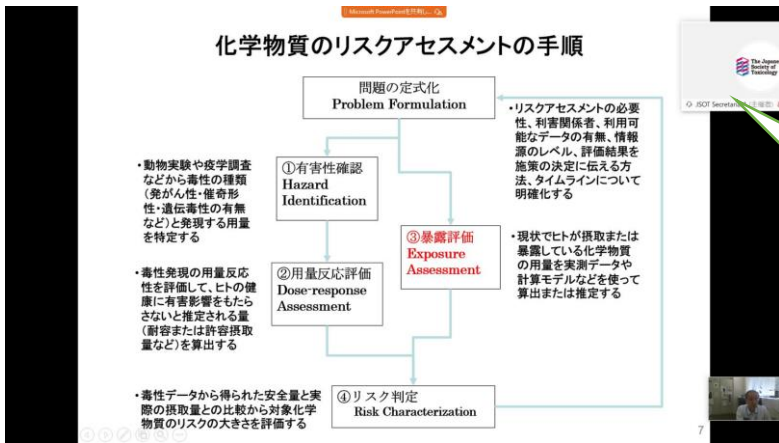 Microsoft PowerPointを共有し...
化学物質のリスクアセスメントの手順
The Japanese
Society of
Toxicology
JSOT Secretariat
問題の定式化
Problem Formulation
・リスクアセスメントの必要
性、利害関係者、利用可
能なデータの有無、情報
源のレベル、評価結果を
施策の決定に伝える方
法、タイムラインについて
明確化する
・動物実験や疫学調査
などから毒性の種類
（発がん性・催奇形
性・遺伝毒性の有無
など）と発現する用量
を特定する
①有害性確認
Hazard
Identification
③暴露評価
Exposure
Assessment
・現状でヒトが摂取または
暴露している化学物質
の用量を実測データや
計算モデルなどを使って
算出または推定する
・毒性発現の用量反応
性を評価して、ヒトの健
康に有害影響をもたら
さないと推定される量
（耐容または許容摂取
量など）を算出する
②用量反応評価
Dose-response
Assessment
・毒性データから得られた安全量と実
際の摂取量との比較から対象化学
物質のリスクの大きさを評価する
④リスク判定
Risk Characterization
7